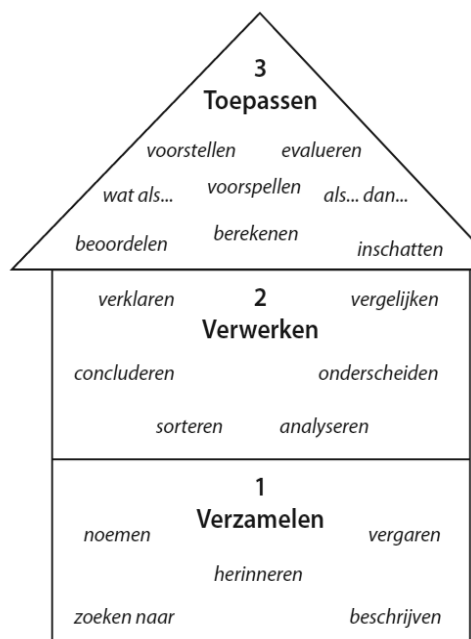 3
Toepassen
voorstellen evalueren
wat als... voorspellen als... dan...
beoordelen berekenen inschatten
2
Verwerken
verklaren vergelijken
concluderen onderscheiden
sorteren analyseren
1
Verzamelen
noemen vergaren
herinneren
zoeken naar beschrijven